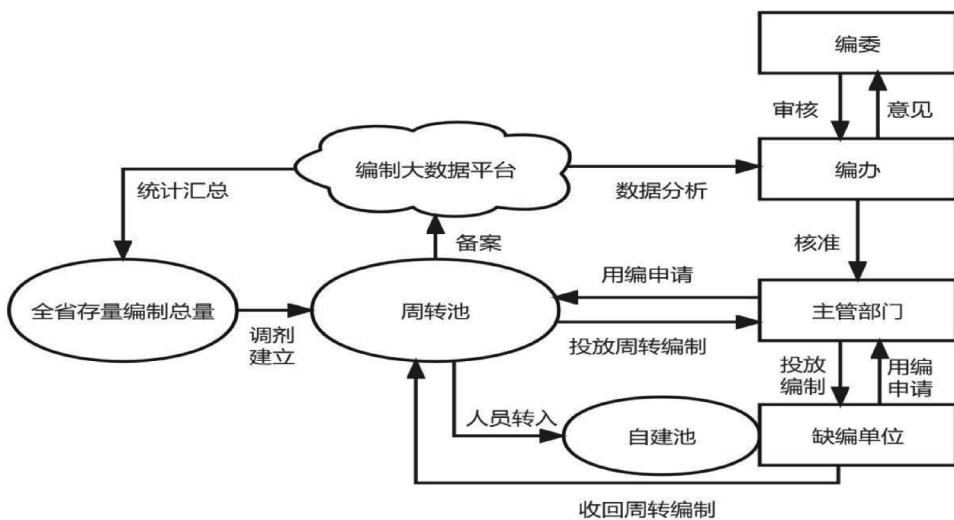 编委
审核
意见
编制大数据平台
编办
统计汇总
数据分析
备案
核准
用编申请
全省存量编制总量
周转池
主管部门
调剂
建立
投放周转编制
投放
编制
用编
申请
人员转入
自建池
缺编单位
收回周转编制